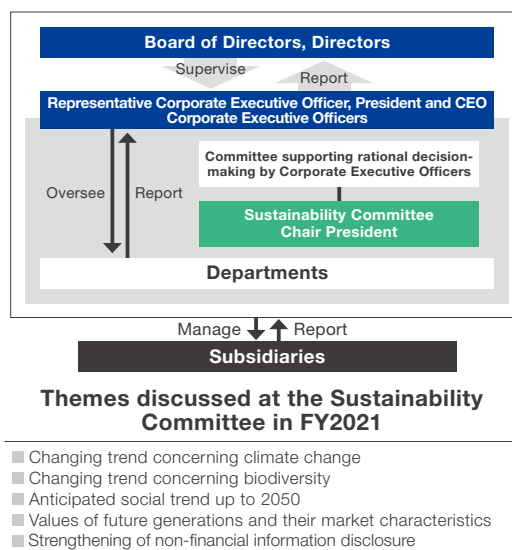 Board of Directors, Directors
Supervise
Report
Representative Corporate Executive Officer, President and CEO
Corporate Executive Officers
Committee supporting rational decision-
making by Corporate Executive Officers
Oversee
Report
Sustainability Committee
Chair President
Departments
Manage
Report
Subsidiaries
Themes discussed at the Sustainability
Committee in FY2021
Changing trend concerning climate change
Changing trend concerning biodiversity
Anticipated social trend up to 2050
Values of future generations and their market characteristics
Strengthening of non-financial information disclosure